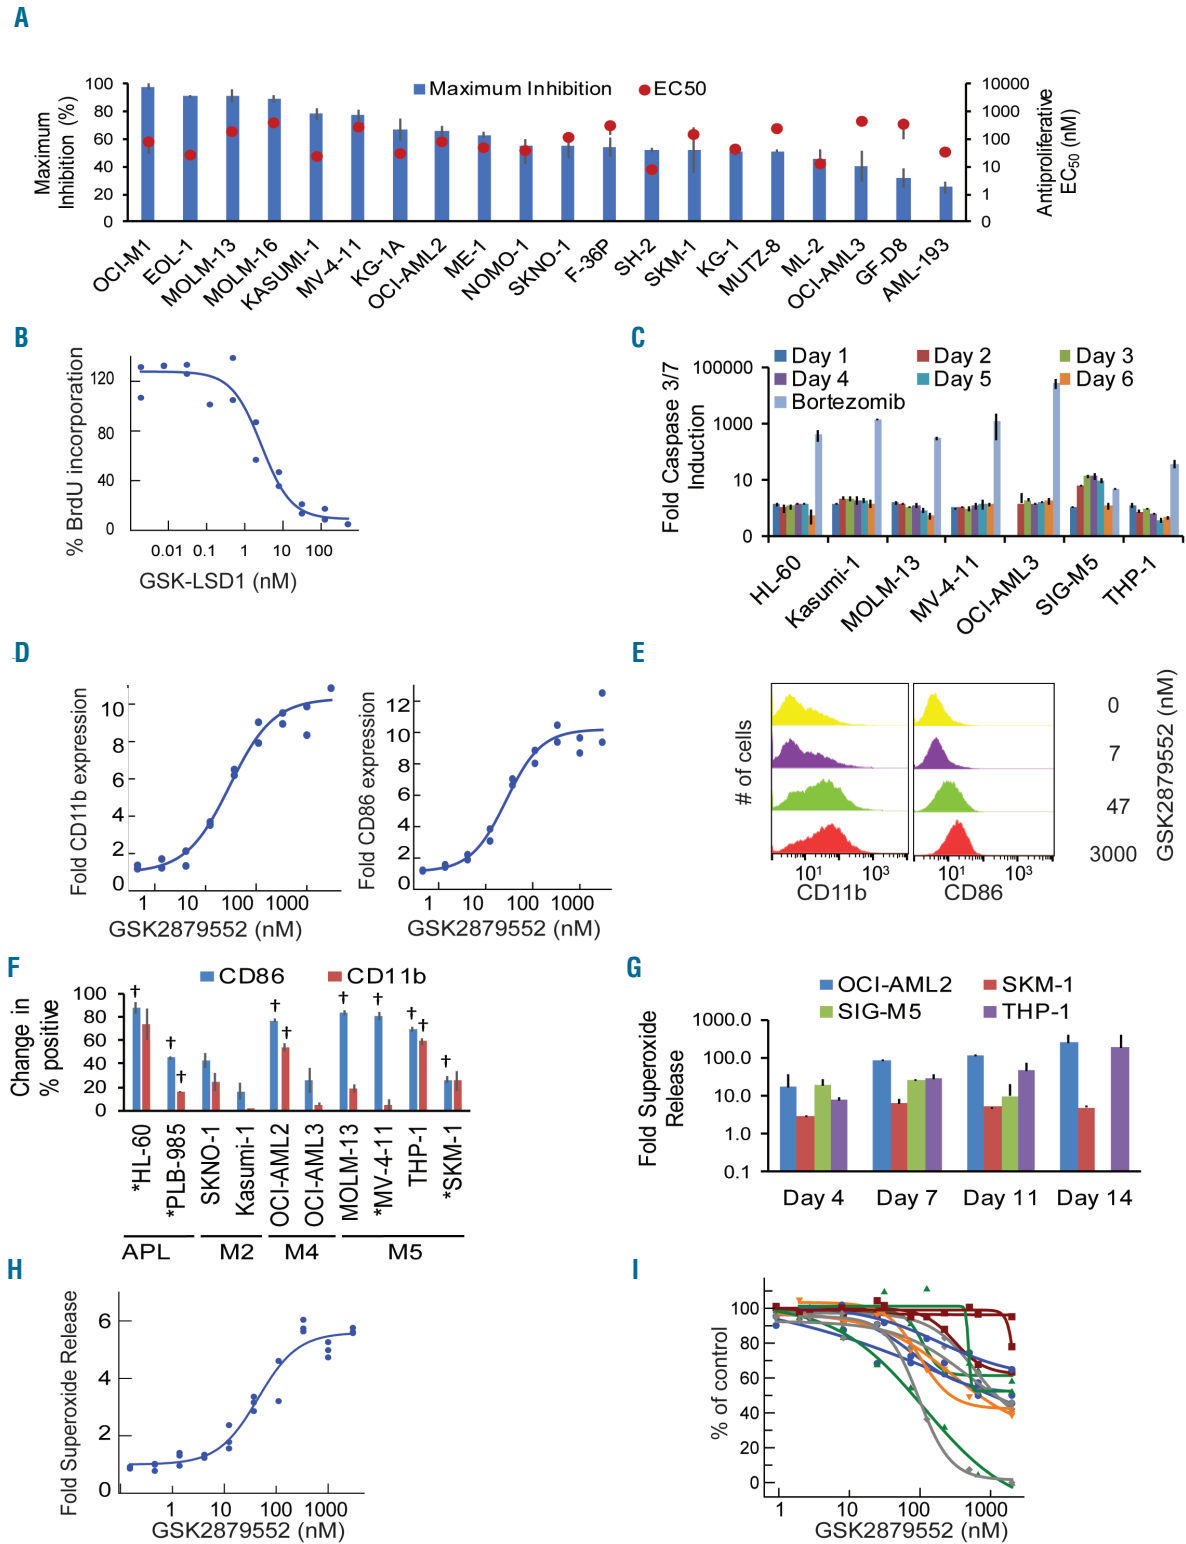 A
Maximum Inhibition
EC50
Maximum
Inhibition (%)
100
80
60
40
20
0
10000
1000
100
10
1
0
Antiproliferative
EC50 (nM)
OCI-M1
EOL-1
MOLM-13
MOLM-16
KASUMI-1
MV-4-11
KG-1A
OCI-AML2
ME-1
NOMO-1
SKNO-1
F-36P
SH-2
SKM-1
KG-1
MUTZ-8
ML-2
OCI-AML3
GF-D8
AML-193
B
% BrdU incorporation
120
80
40
0
0.01 0.1 1 10 100
GSK-LSD1 (nM)
C
Day 1 Day 2 Day 3
Day 4 Day 5 Day 6
Bortezomib
Fold Caspase 3/7
Induction
100000
1000
10
0
HL-60
Kasumi-1
MOLM-13
MV-4-11
OCI-AML3
SIG-M5
THP-1
D
Fold CD11b expression
10
8
6
4
2
0
1 10 100 1000
GSK2879552 (nM)
Fold CD86 expression
12
10
8
6
4
2
0
1 10 100 1000
GSK2879552 (nM)
E
# of cells
10¹ 10³
CD11b
10¹ 10³
CD86
0
7
47
3000
GSK2879552 (nM)
F
CD86 CD11b
Change in
% positive
100
80
60
40
20
0
† † † † † † † † † †
*HL-60
*PLB-985
SKNO-1
Kasumi-1
OCI-AML2
OCI-AML3
MOLM-13
*MV-4-11
THP-1
*SKM-1
APL M2 M4 M5
G
OCI-AML2 SKM-1
SIG-M5 THP-1
Fold Superoxide
Release
1000.0
100.0
10.0
1.0
0.1
Day 4 Day 7 Day 11 Day 14
H
Fold Superoxide Release
6
4
2
0
1 10 100 1000
GSK2879552 (nM)
I
% of control
100
80
60
40
20
0
1 10 100 1000
GSK2879552 (nM)